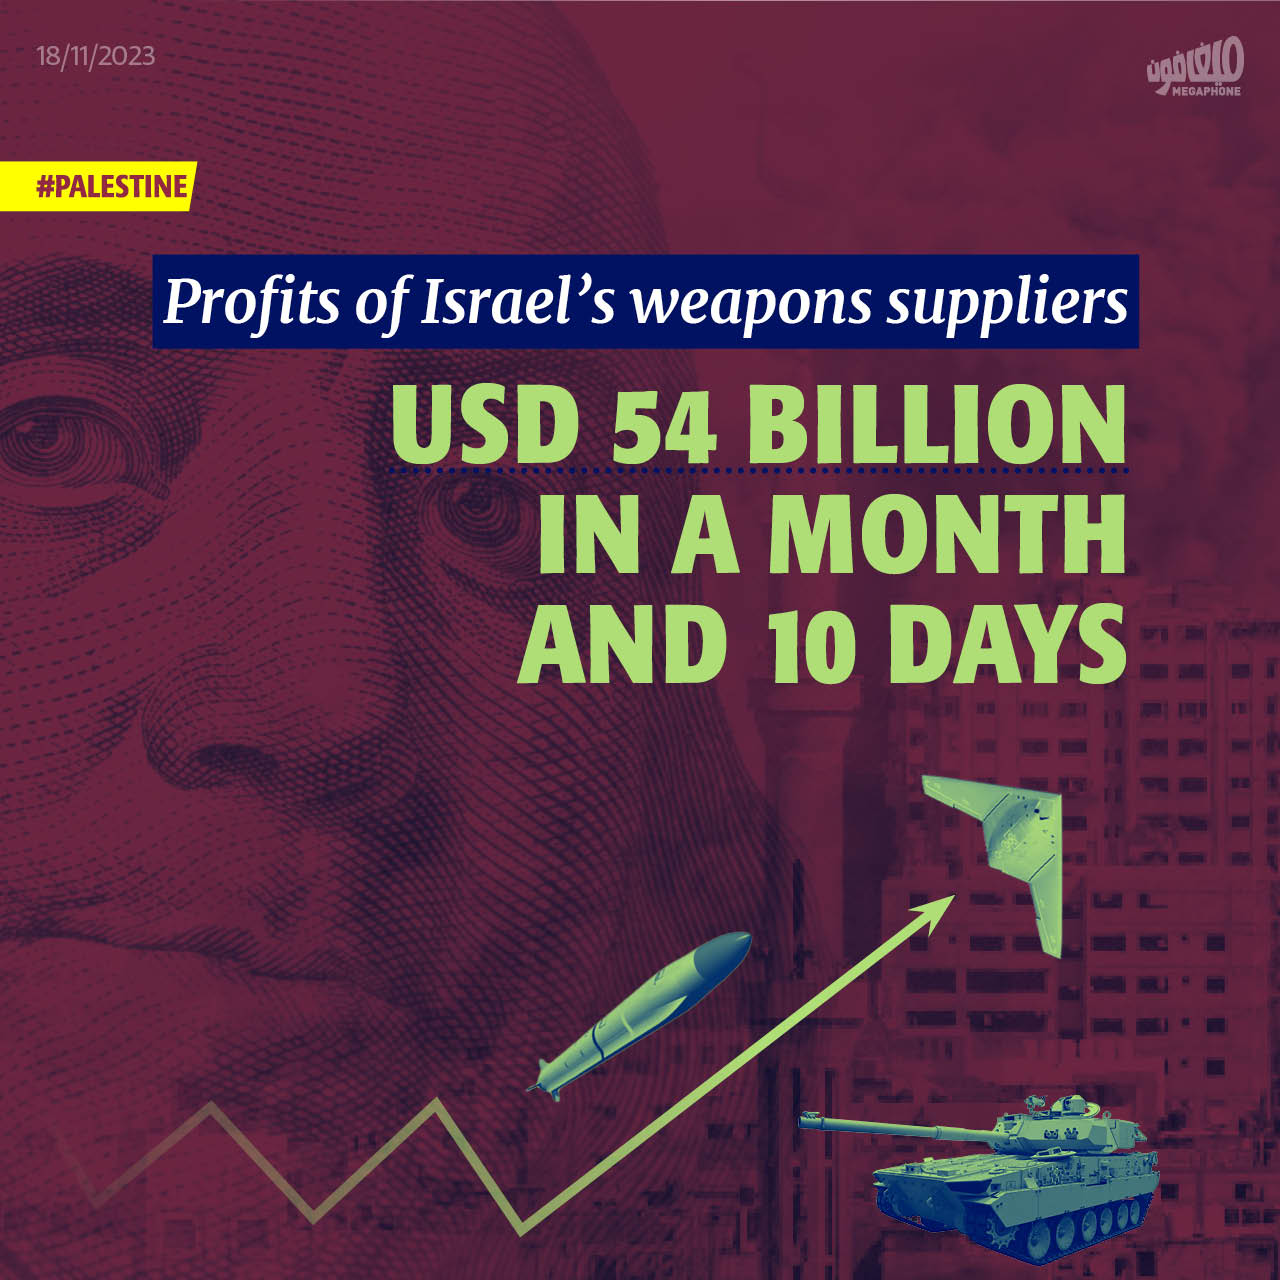 18/11/2023
ميغافون
MEGAPHONE
#PALESTINE
Profits of Israel’s weapons suppliers
USD 54 BILLION
IN A MONTH
AND 10 DAYS